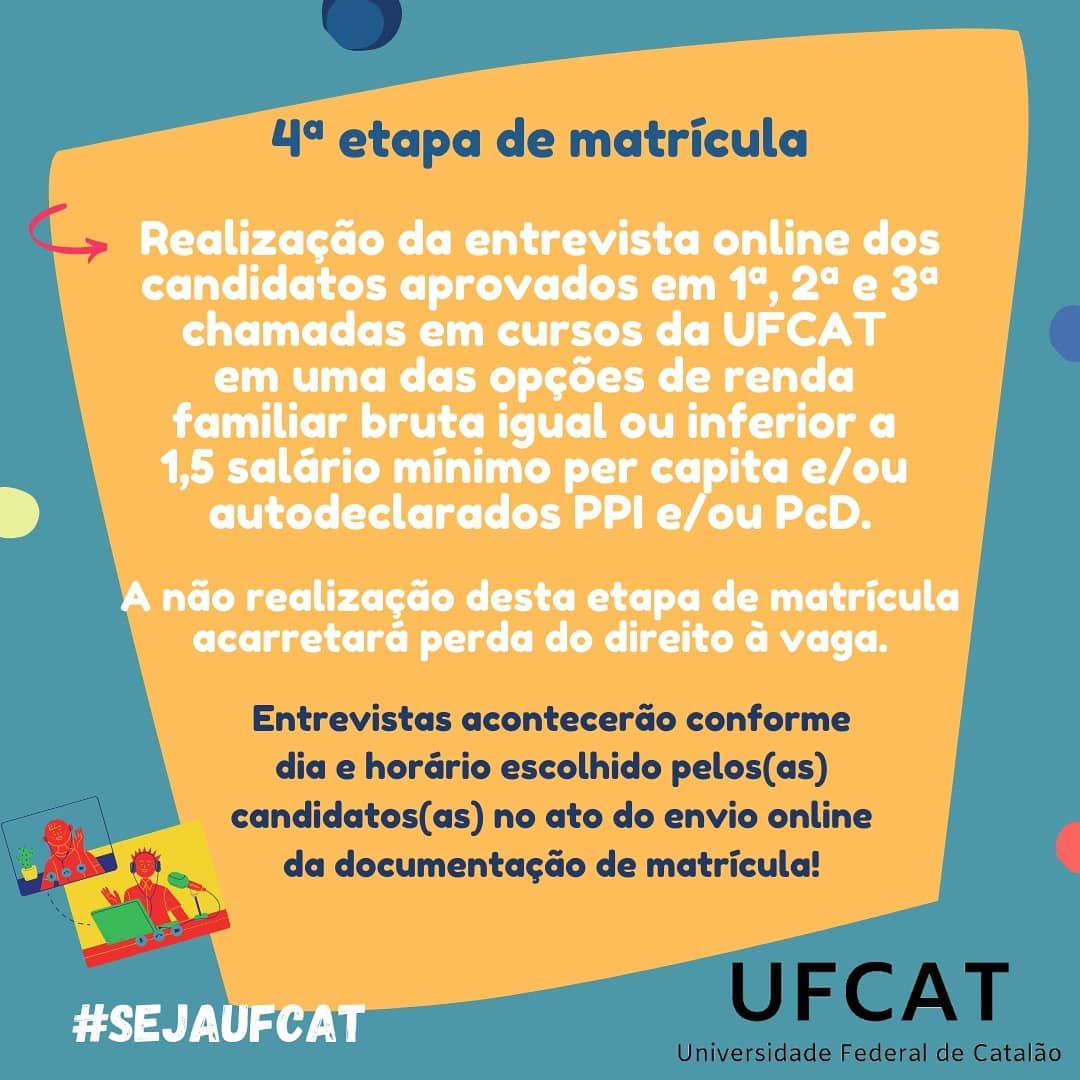 4ª etapa de matrícula
Realização da entrevista online dos
candidatos aprovados em 1ª, 2ª e 3ª
chamadas em cursos da UFCAT
em uma das opções de renda
familiar bruta igual ou inferior a
1,5 salário mínimo per capita e/ou
autodeclarados PPI e/ou PcD.
A não realização desta etapa de matrícula
acarretará perda do direito à vaga.
Entrevistas acontecerão conforme
dia e horário escolhido pelos(as)
candidatos(as) no ato do envio online
da documentação de matrícula!
#SEJAUFCAT
UFCAT
Universidade Federal de Catalão